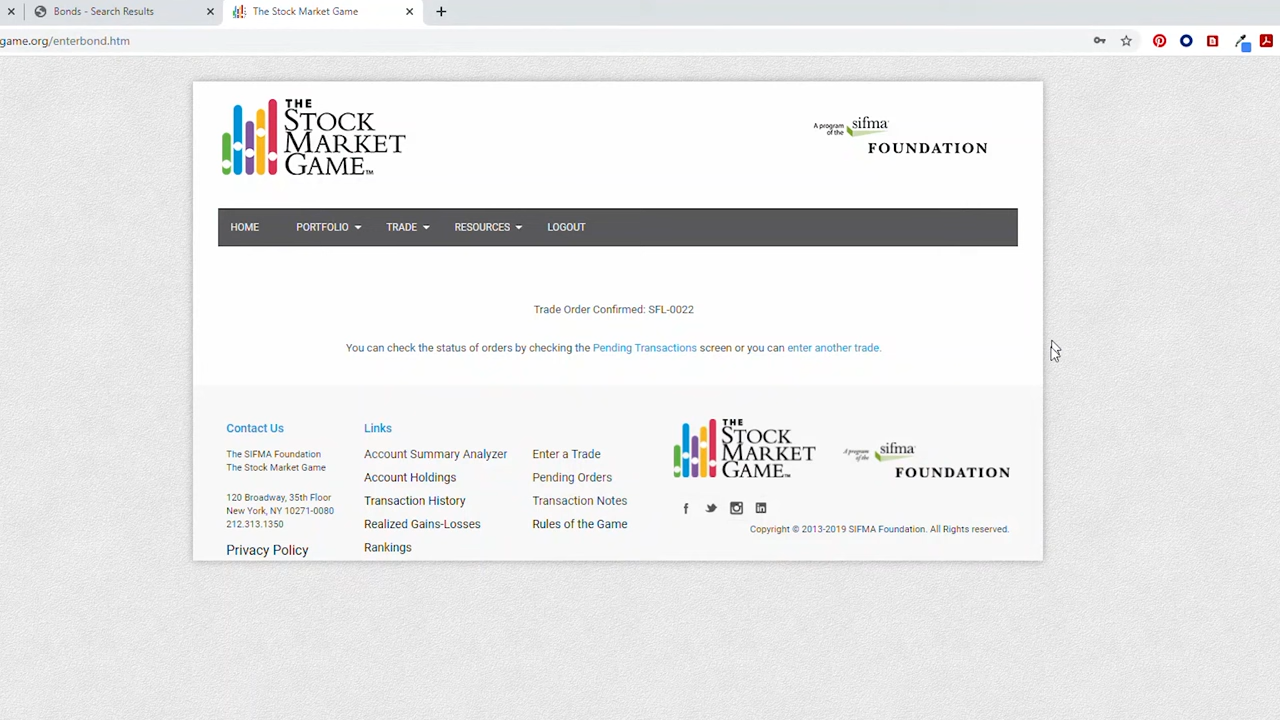 Bonds - Search Results
The Stock Market Game
game.org/enterbond.htm
THE
STOCK
MARKET
GAME™
A program
of the
sifma
FOUNDATION
HOME PORTFOLIO TRADE RESOURCES LOGOUT
Trade Order Confirmed: SFL-0022
You can check the status of orders by checking the Pending Transactions screen or you can enter another trade.
Contact Us
The SIFMA Foundation
The Stock Market Game
120 Broadway, 35th Floor
New York, NY 10271-0080
212.313.1350
Privacy Policy
Links
Account Summary Analyzer
Account Holdings
Transaction History
Realized Gains-Losses
Rankings
Enter a Trade
Pending Orders
Transaction Notes
Rules of the Game
THE
STOCK
MARKET
GAME™
A program
of the
sifma
FOUNDATION
Copyright © 2013-2019 SIFMA Foundation. All Rights reserved.